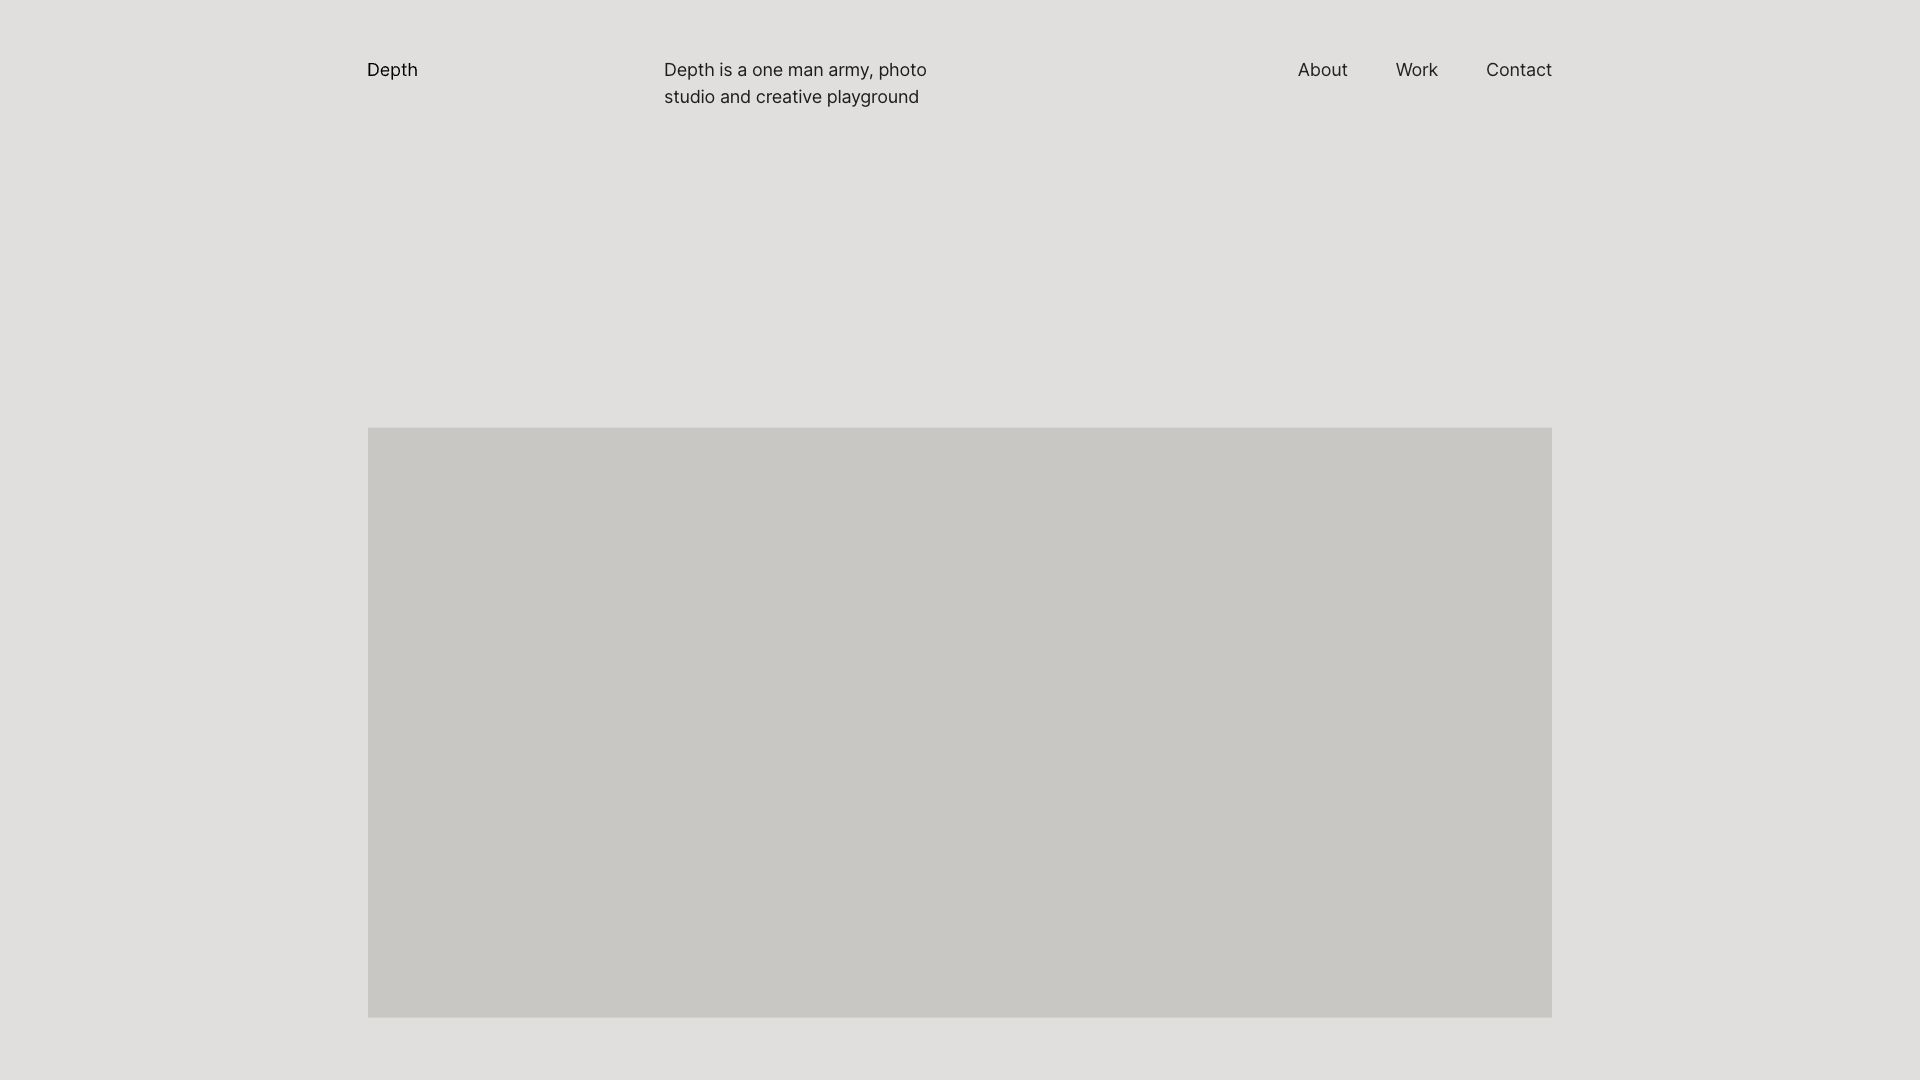 Depth
Depth is a one man army, photo
studio and creative playground
About
Work
Contact